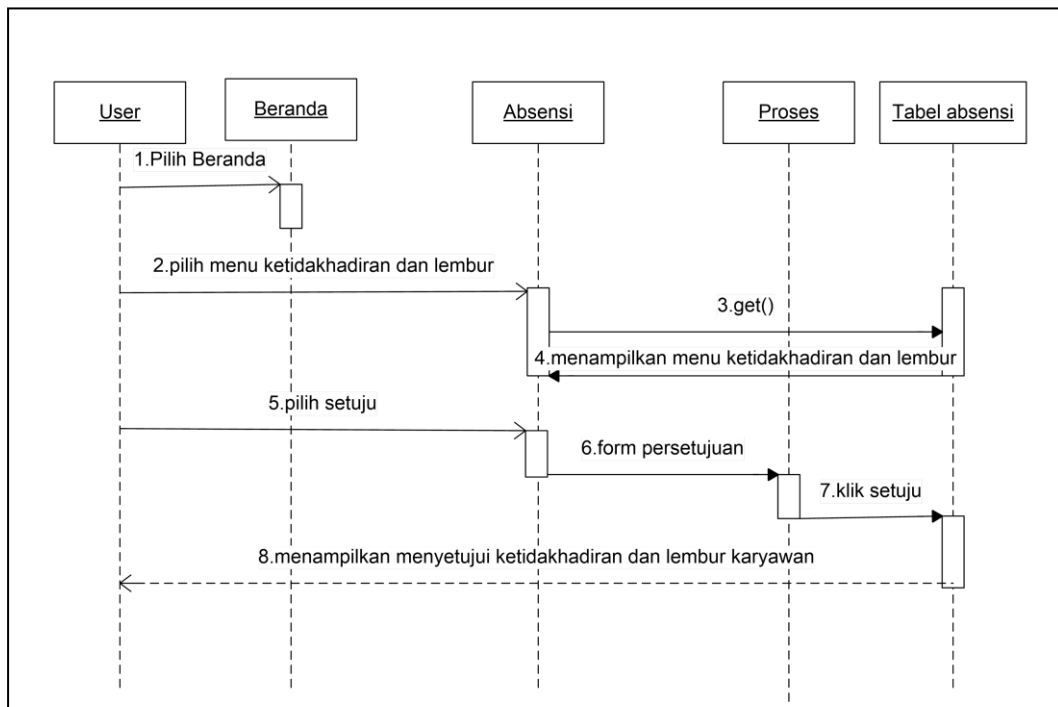 User
Beranda
Absensi
Proses
Tabel absensi
1.Pilih Beranda
2.pilih menu ketidakhadiran dan lembur
3.get()
4.menampilkan menu ketidakhadiran dan lembur
5.pilih setuju
6.form persetujuan
7.klik setuju
8.menampilkan menyetujui ketidakhadiran dan lembur karyawan